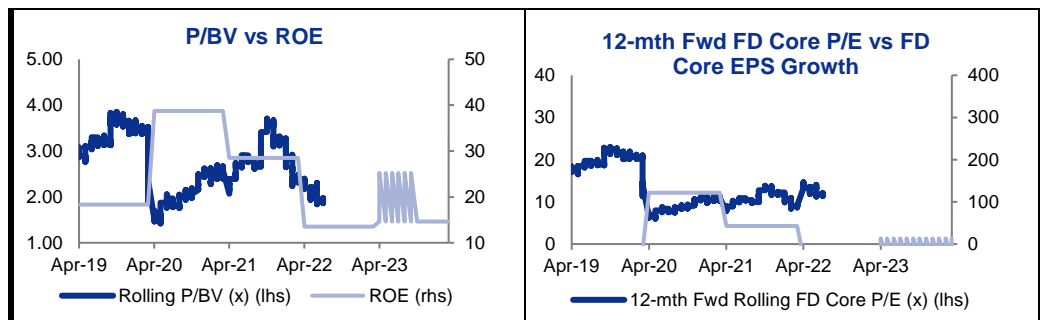 P/BV vs ROE
5.00
4.00
3.00
2.00
1.00
50
40
30
20
10
Apr-19 Apr-20 Apr-21 Apr-22 Apr-23
Rolling P/BV (x) (lhs) ROE (rhs)
12-mth Fwd FD Core P/E vs FD
Core EPS Growth
40
30
20
10
0
400
300
200
100
0
Apr-19 Apr-20 Apr-21 Apr-22 Apr-23
12-mth Fwd Rolling FD Core P/E (x) (lhs)